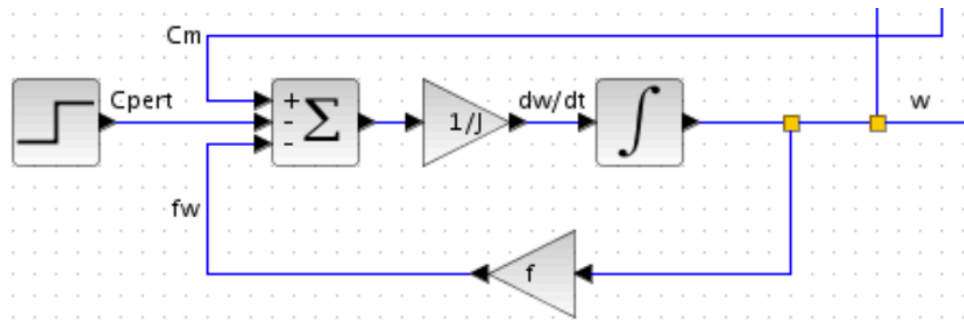 Cm
Cpert
+
-
-
Σ
1/J
dw/dt
∫
w
fw
f